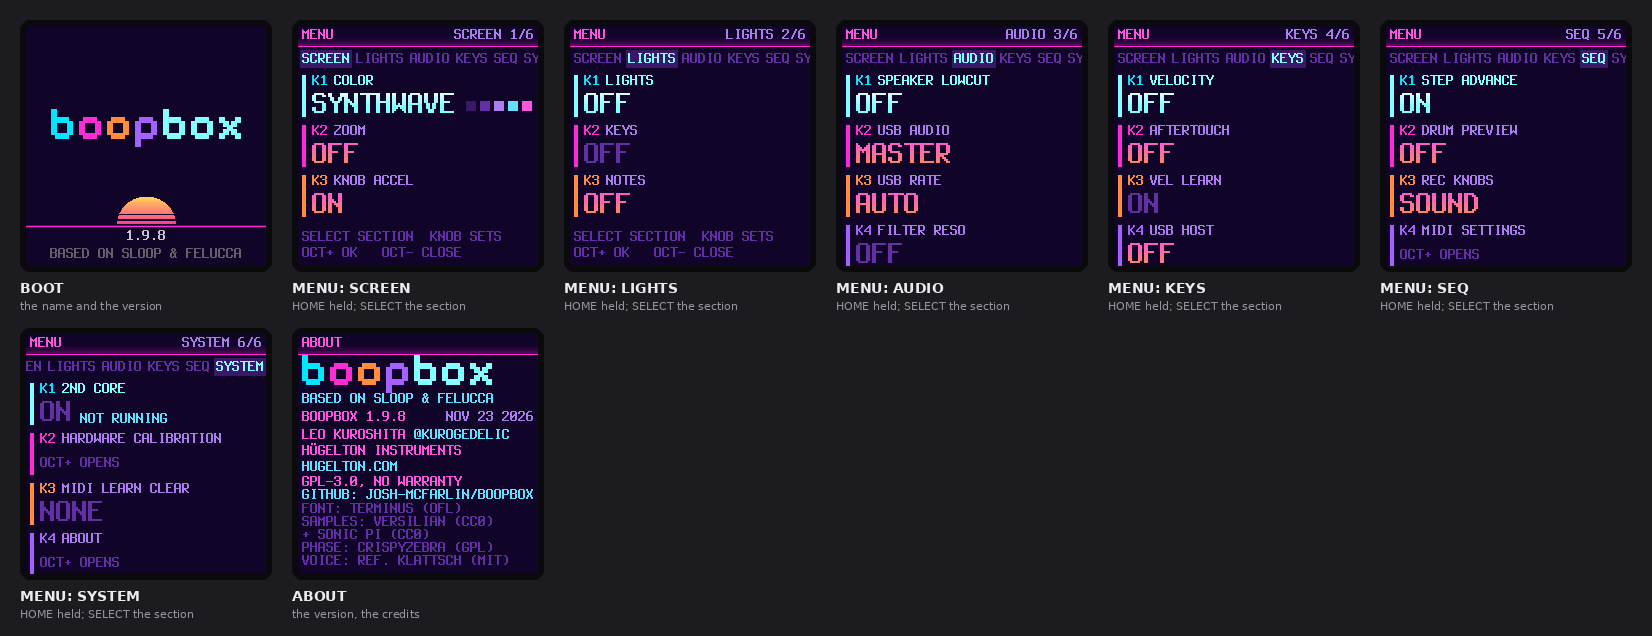 boopbox
1.9.8
BASED ON SLOOP & FELUCCA
BOOT
the name and the version
MENU SCREEN 1/6
SCREEN LIGHTS AUDIO KEYS SEQ SY
K1 COLOR
SYNTHWAVE
K2 ZOOM
OFF
K3 KNOB ACCEL
ON
SELECT SECTION KNOB SETS
OCT+ OK OCT- CLOSE
MENU: SCREEN
HOME held; SELECT the section
MENU LIGHTS 2/6
SCREEN LIGHTS AUDIO KEYS SEQ SY
K1 LIGHTS
OFF
K2 KEYS
OFF
K3 NOTES
OFF
SELECT SECTION KNOB SETS
OCT+ OK OCT- CLOSE
MENU: LIGHTS
HOME held; SELECT the section
MENU AUDIO 3/6
SCREEN LIGHTS AUDIO KEYS SEQ SY
K1 SPEAKER LOWCUT
OFF
K2 USB AUDIO
MASTER
K3 USB RATE
AUTO
K4 FILTER RESO
OFF
MENU: AUDIO
HOME held; SELECT the section
MENU KEYS 4/6
SCREEN LIGHTS AUDIO KEYS SEQ SY
K1 VELOCITY
OFF
K2 AFTERTOUCH
OFF
K3 VEL LEARN
ON
K4 USB HOST
OFF
MENU: KEYS
HOME held; SELECT the section
MENU SEQ 5/6
SCREEN LIGHTS AUDIO KEYS SEQ SY
K1 STEP ADVANCE
ON
K2 DRUM PREVIEW
OFF
K3 REC KNOBS
SOUND
K4 MIDI SETTINGS
OCT+ OPENS
MENU: SEQ
HOME held; SELECT the section
MENU SYSTEM 6/6
EN LIGHTS AUDIO KEYS SEQ SYSTEM
K1 2ND CORE
ON NOT RUNNING
K2 HARDWARE CALIBRATION
OCT+ OPENS
K3 MIDI LEARN CLEAR
NONE
K4 ABOUT
OCT+ OPENS
MENU: SYSTEM
HOME held; SELECT the section
ABOUT
boopbox
BASED ON SLOOP & FELUCCA
BOOPBOX 1.9.8 NOV 23 2026
LEO KUROSHITA @KUROGEDELIC
HÜGELTON INSTRUMENTS
HUGELTON.COM
GPL-3.0, NO WARRANTY
GITHUB: JOSH-MCFARLIN/BOOPBOX
FONT: TERMINUS (OFL)
SAMPLES: VERSILIAN (CC0)
+ SONIC PI (CC0)
PHASE: CRISPYZEBRA (GPL)
VOICE: REF. KLATTSCH (MIT)
ABOUT
the version, the credits